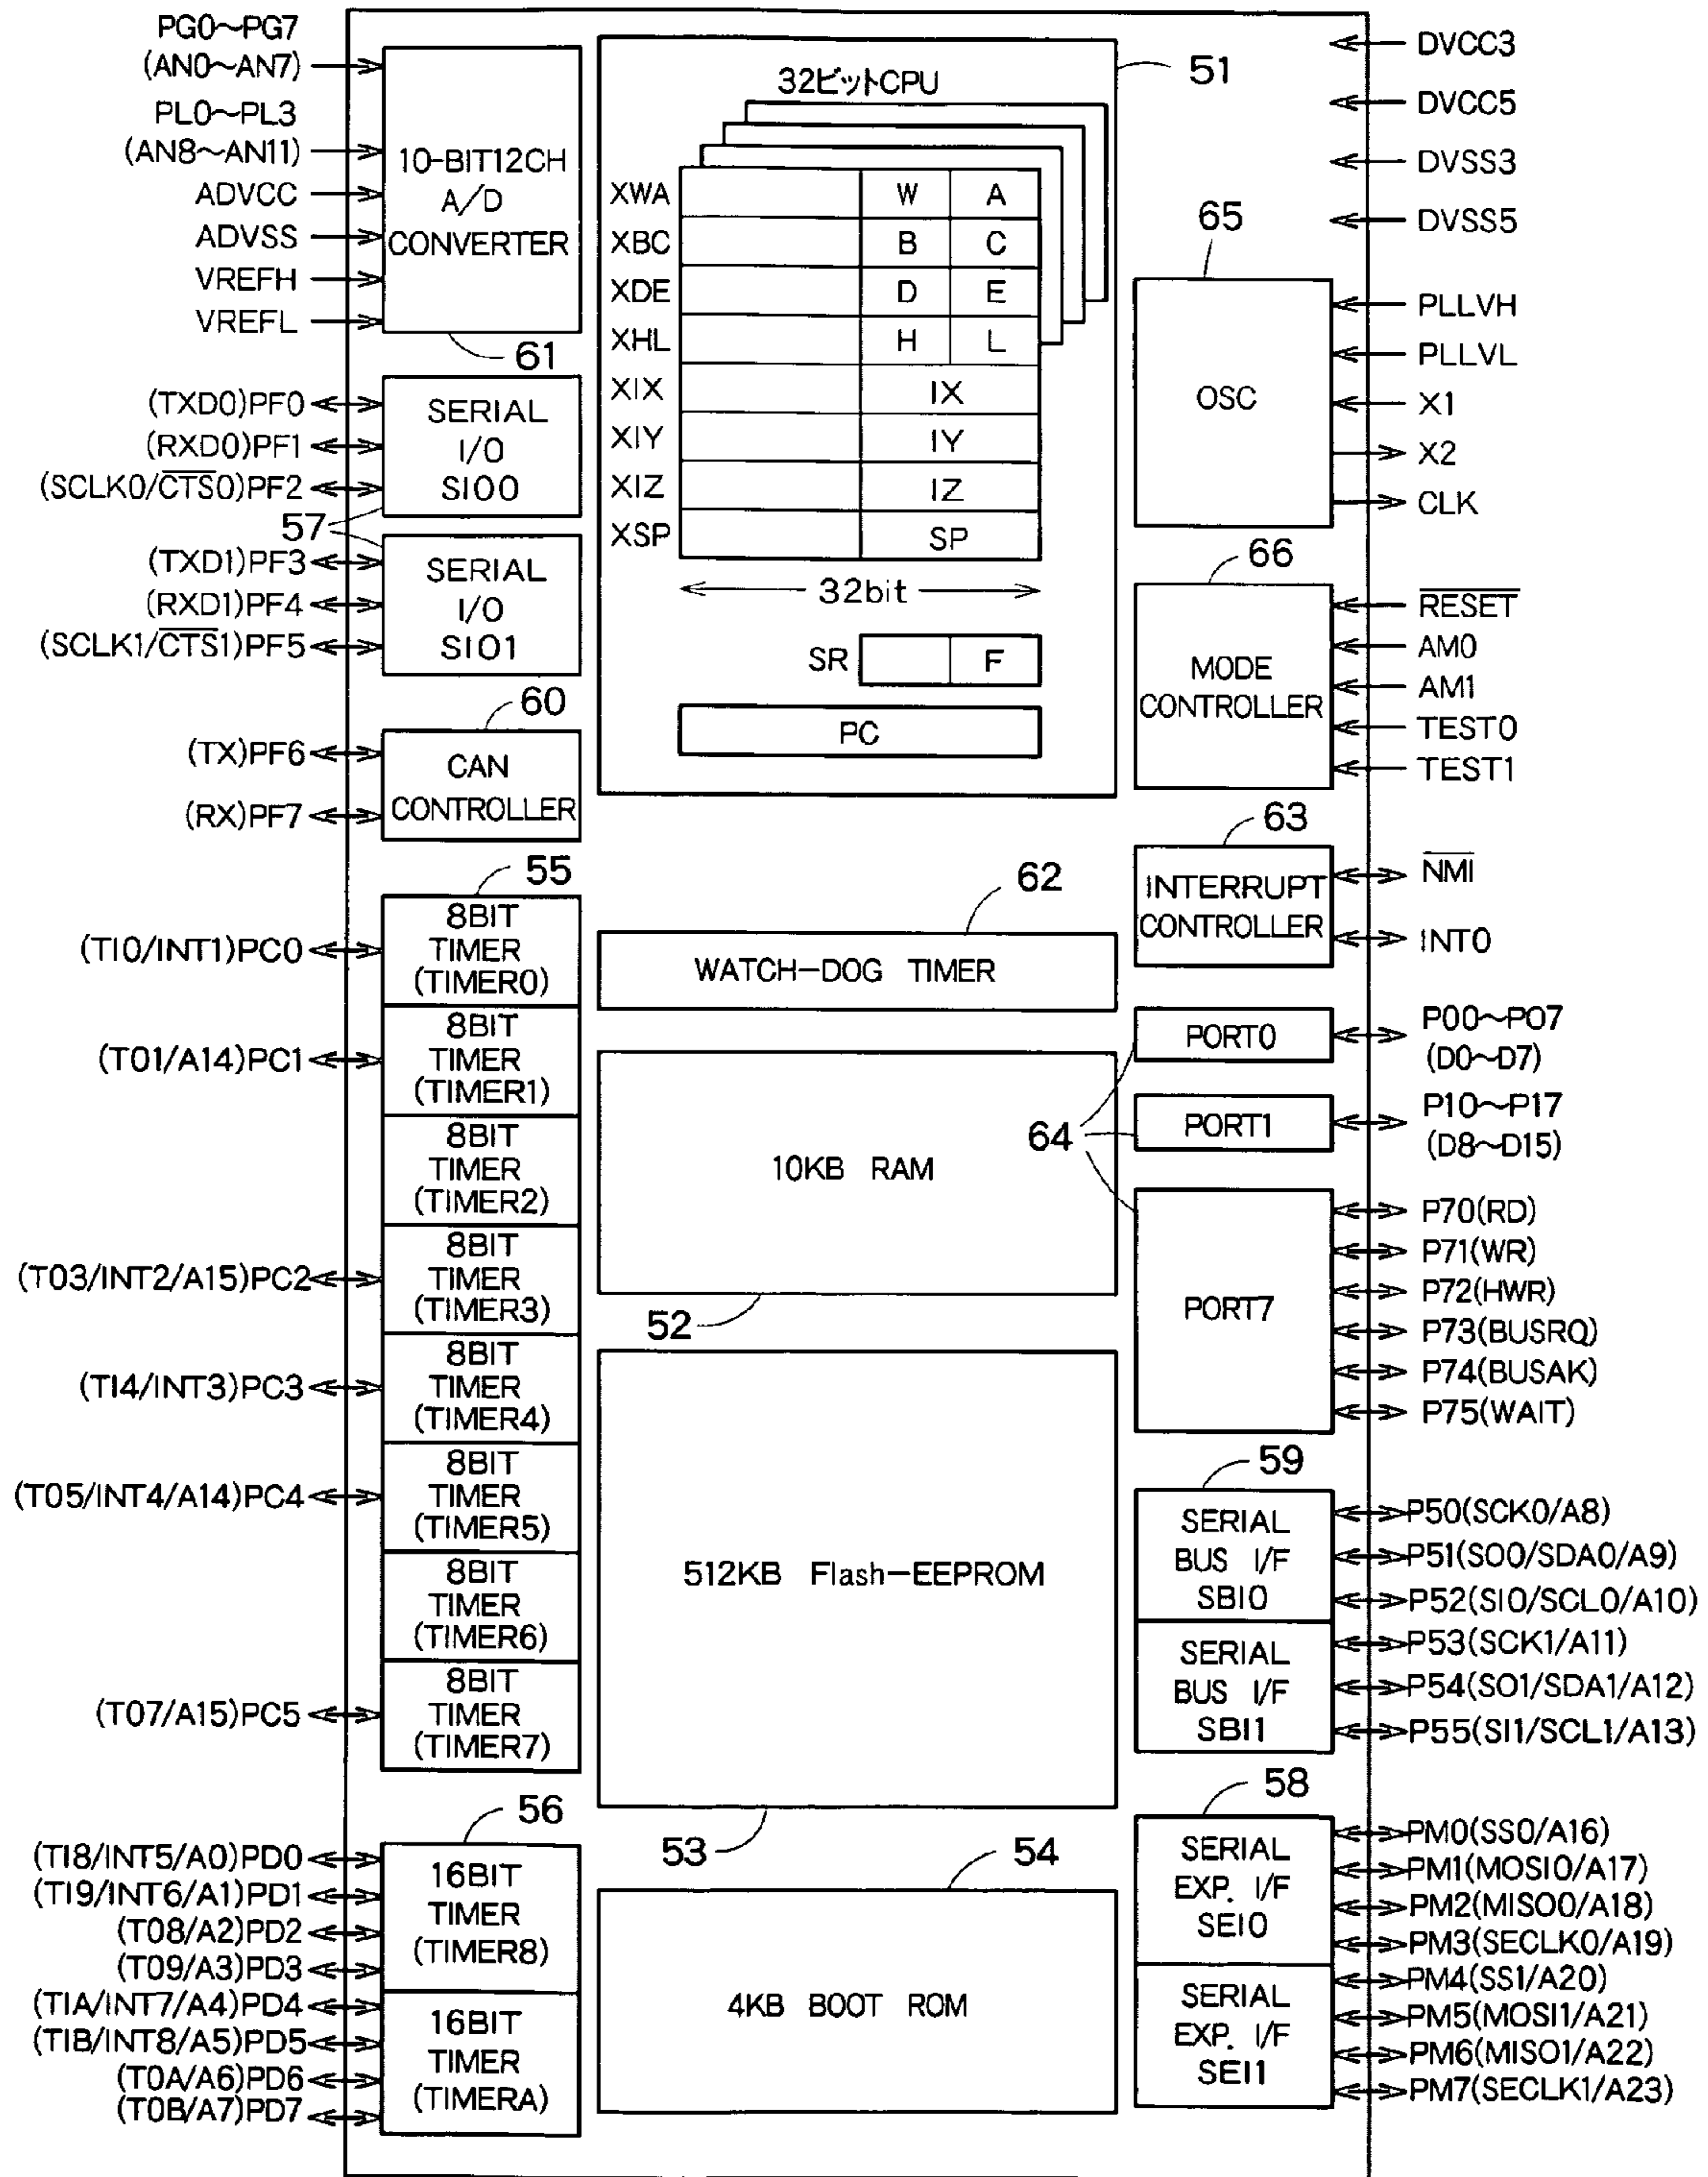 PG0~PG7
(AN0~AN7)
PL0~PL3
(AN8~AN11)
ADVCC
ADVSS
VREFH
VREFL
10-BIT12CH
A/D
CONVERTER
61
(TXD0)PF0
(RXD0)PF1
(SCLK0/CTS0)PF2
SERIAL
I/O
SIO0
57
(TXD1)PF3
(RXD1)PF4
(SCLK1/CTS1)PF5
SERIAL
I/O
SIO1
60
(TX)PF6
(RX)PF7
CAN
CONTROLLER
55
(TI0/INT1)PC0
8BIT
TIMER
(TIMER0)
(T01/A14)PC1
8BIT
TIMER
(TIMER1)
8BIT
TIMER
(TIMER2)
(T03/INT2/A15)PC2
8BIT
TIMER
(TIMER3)
(TI4/INT3)PC3
8BIT
TIMER
(TIMER4)
(T05/INT4/A14)PC4
8BIT
TIMER
(TIMER5)
8BIT
TIMER
(TIMER6)
(T07/A15)PC5
8BIT
TIMER
(TIMER7)
56
(TI8/INT5/A0)PD0
(TI9/INT6/A1)PD1
(T08/A2)PD2
(T09/A3)PD3
16BIT
TIMER
(TIMER8)
(TIA/INT7/A4)PD4
(TIB/INT8/A5)PD5
(T0A/A6)PD6
(T0B/A7)PD7
16BIT
TIMER
(TIMERA)
51
32ビットCPU
XWA W A
XBC B C
XDE D E
XHL H L
XIX IX
XIY IY
XIZ IZ
XSP SP
32bit
SR F
PC
62
WATCH-DOG TIMER
10KB RAM
52
512KB Flash-EEPROM
53
54
4KB BOOT ROM
DVCC3
DVCC5
DVSS3
DVSS5
65
OSC
PLLVH
PLLVL
X1
X2
CLK
66
MODE
CONTROLLER
RESET
AM0
AM1
TEST0
TEST1
63
INTERRUPT
CONTROLLER
NMI
INT0
64
PORT0
P00~P07
(D0~D7)
PORT1
P10~P17
(D8~D15)
PORT7
P70(RD)
P71(WR)
P72(HWR)
P73(BUSRQ)
P74(BUSAK)
P75(WAIT)
59
SERIAL
BUS I/F
SBI0
P50(SCK0/A8)
P51(SO0/SDA0/A9)
P52(SI0/SCL0/A10)
SERIAL
BUS I/F
SBI1
P53(SCK1/A11)
P54(SO1/SDA1/A12)
P55(SI1/SCL1/A13)
58
SERIAL
EXP. I/F
SEI0
PM0(SS0/A16)
PM1(MOSI0/A17)
PM2(MISO0/A18)
PM3(SECLK0/A19)
SERIAL
EXP. I/F
SEI1
PM4(SS1/A20)
PM5(MOSI1/A21)
PM6(MISO1/A22)
PM7(SECLK1/A23)